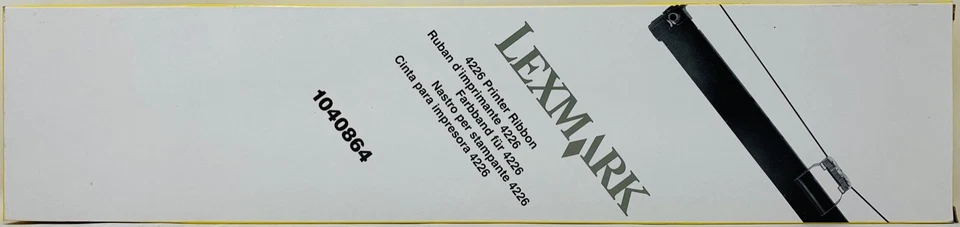 LEXMARK
4226 Printer Ribbon
Ruban d'imprimante 4226
Farbband für 4226
Nastro per stampante 4226
Cinta para impresora 4226
1040864